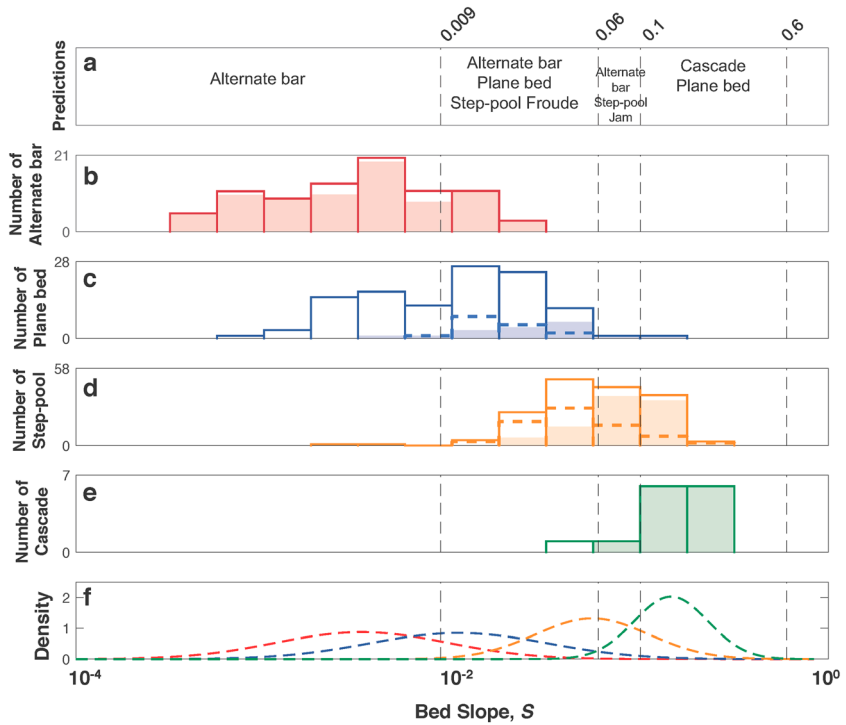 0.009
0.06
0.1
0.6
Predictions
a
Alternate bar
Alternate bar
Plane bed
Step-pool Froude
Alternate
bar
Step-pool
Jam
Cascade
Plane bed
Number of
Alternate bar
21
0
b
Number of
Plane bed
28
0
c
Number of
Step-pool
58
0
d
Number of
Cascade
7
0
e
Density
2
1
0
f
10-4
10-2
100
Bed Slope, S